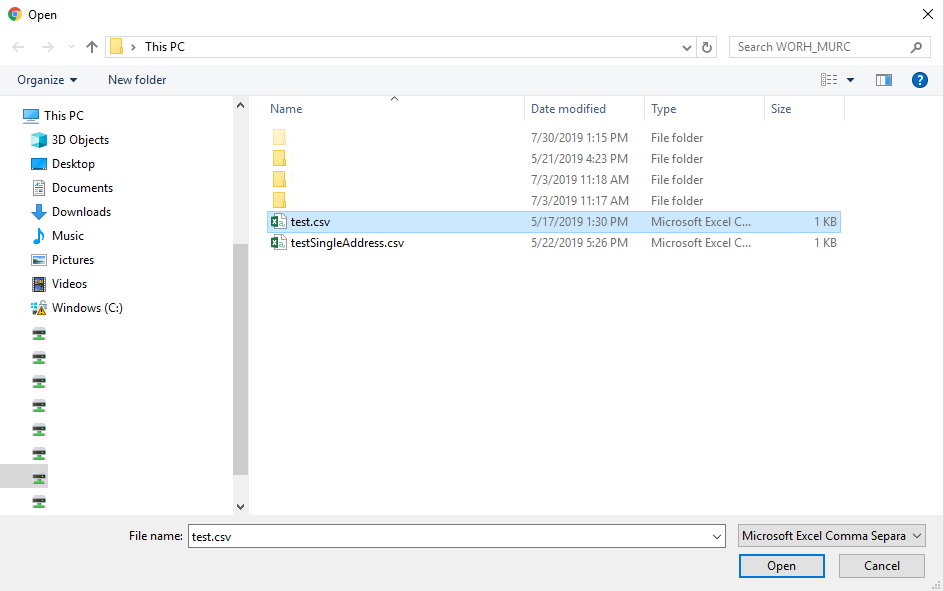 Open
This PC
Search WORH_MURC
Organize
New folder
?
Name
Date modified
Type
Size
This PC
3D Objects
Desktop
Documents
Downloads
Music
Pictures
Videos
Windows (C:)
7/30/2019 1:15 PM File folder
5/21/2019 4:23 PM File folder
7/3/2019 11:18 AM File folder
7/3/2019 11:17 AM File folder
test.csv 5/17/2019 1:30 PM Microsoft Excel C... 1 KB
testSingleAddress.csv 5/22/2019 5:26 PM Microsoft Excel C... 1 KB
File name: test.csv
Microsoft Excel Comma Separa
Open
Cancel